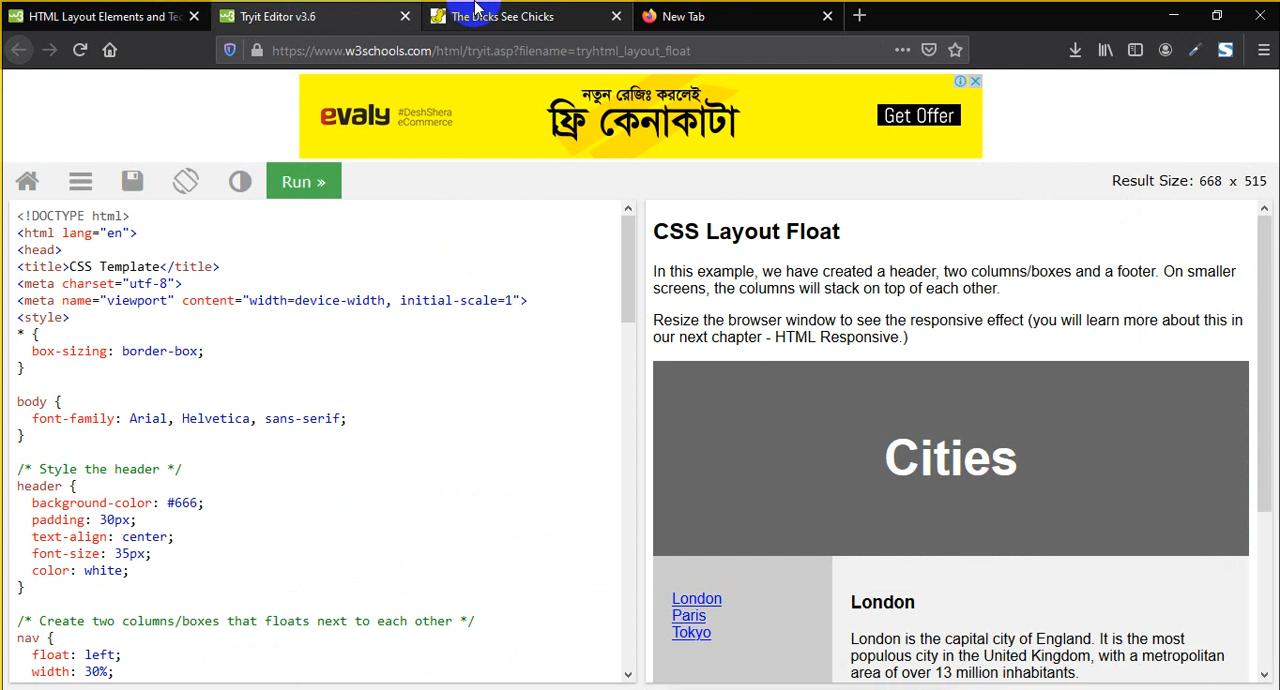 HTML Layout Elements and Tec
Tryit Editor v3.6
The Dicks See Chicks
New Tab
https://www.w3schools.com/html/tryit.asp?filename=tryhtml_layout_float
evaly
#DeshShera
eCommerce
নতুন রেজিঃ করলেই
ফ্রি কেনাকাটা
Get Offer
Run »
Result Size: 668 x 515
<!DOCTYPE html>
<html lang="en">
<head>
<title>CSS Template</title>
<meta charset="utf-8">
<meta name="viewport" content="width=device-width, initial-scale=1">
<style>
* {
box-sizing: border-box;
}
body {
font-family: Arial, Helvetica, sans-serif;
}
/* Style the header */
header {
background-color: #666;
padding: 30px;
text-align: center;
font-size: 35px;
color: white;
}
/* Create two columns/boxes that floats next to each other */
nav {
float: left;
width: 30%;
CSS Layout Float
In this example, we have created a header, two columns/boxes and a footer. On smaller
screens, the columns will stack on top of each other.
Resize the browser window to see the responsive effect (you will learn more about this in
our next chapter - HTML Responsive.)
Cities
London
Paris
Tokyo
London
London is the capital city of England. It is the most
populous city in the United Kingdom, with a metropolitan
area of over 13 million inhabitants.